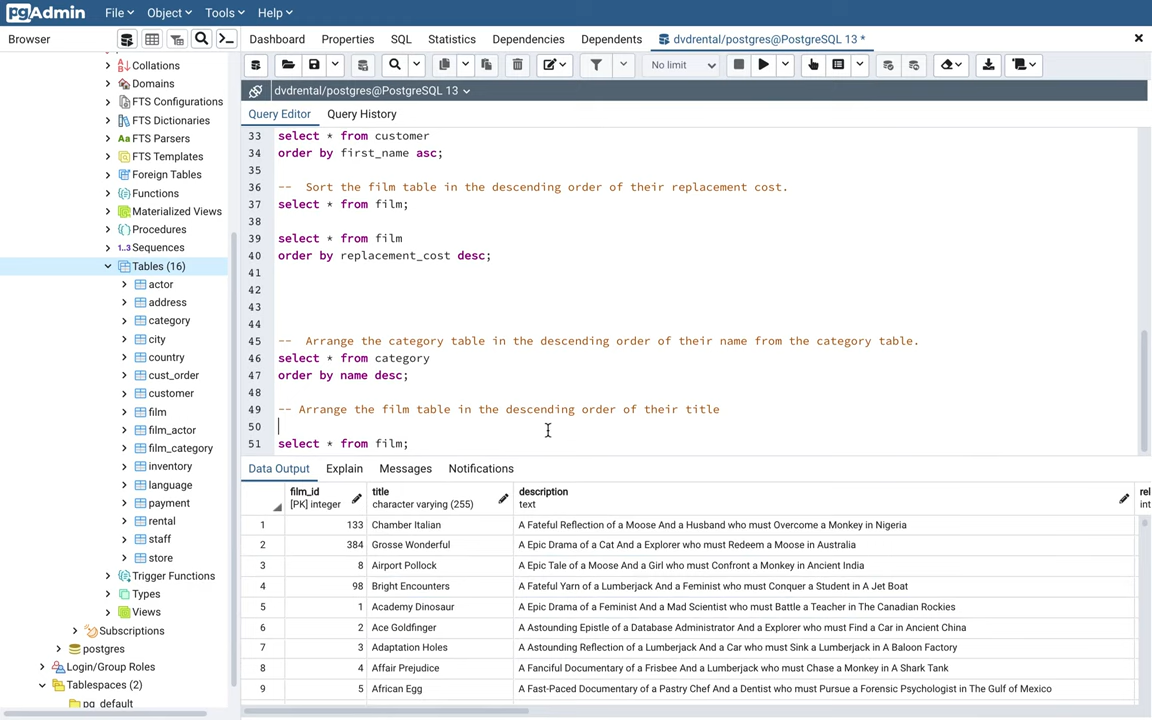 pgAdmin File Object Tools Help
Browser
Dashboard Properties SQL Statistics Dependencies Dependents dvdrental/postgres@PostgreSQL 13 *
No limit
dvdrental/postgres@PostgreSQL 13
Query Editor Query History
Collations
Domains
FTS Configurations
FTS Dictionaries
Aa FTS Parsers
FTS Templates
Foreign Tables
Functions
Materialized Views
Procedures
1..3 Sequences
Tables (16)
actor
address
category
city
country
cust_order
customer
film
film_actor
film_category
inventory
language
payment
rental
staff
store
Trigger Functions
Types
Views
Subscriptions
postgres
Login/Group Roles
Tablespaces (2)
pg_default
33 select * from customer
34 order by first_name asc;
35
36 --  Sort the film table in the descending order of their replacement cost.
37 select * from film;
38
39 select * from film
40 order by replacement_cost desc;
41
42
43
44
45 --  Arrange the category table in the descending order of their name from the category table.
46 select * from category
47 order by name desc;
48
49 -- Arrange the film table in the descending order of their title
50
51 select * from film;
Data Output Explain Messages Notifications
film_id title description rel
[PK] integer character varying (255) text int
1 133 Chamber Italian A Fateful Reflection of a Moose And a Husband who must Overcome a Monkey in Nigeria
2 384 Grosse Wonderful A Epic Drama of a Cat And a Explorer who must Redeem a Moose in Australia
3 8 Airport Pollock A Epic Tale of a Moose And a Girl who must Confront a Monkey in Ancient India
4 98 Bright Encounters A Fateful Yarn of a Lumberjack And a Feminist who must Conquer a Student in A Jet Boat
5 1 Academy Dinosaur A Epic Drama of a Feminist And a Mad Scientist who must Battle a Teacher in The Canadian Rockies
6 2 Ace Goldfinger A Astounding Epistle of a Database Administrator And a Explorer who must Find a Car in Ancient China
7 3 Adaptation Holes A Astounding Reflection of a Lumberjack And a Car who must Sink a Lumberjack in A Baloon Factory
8 4 Affair Prejudice A Fanciful Documentary of a Frisbee And a Lumberjack who must Chase a Monkey in A Shark Tank
9 5 African Egg A Fast-Paced Documentary of a Pastry Chef And a Dentist who must Pursue a Forensic Psychologist in The Gulf of Mexico